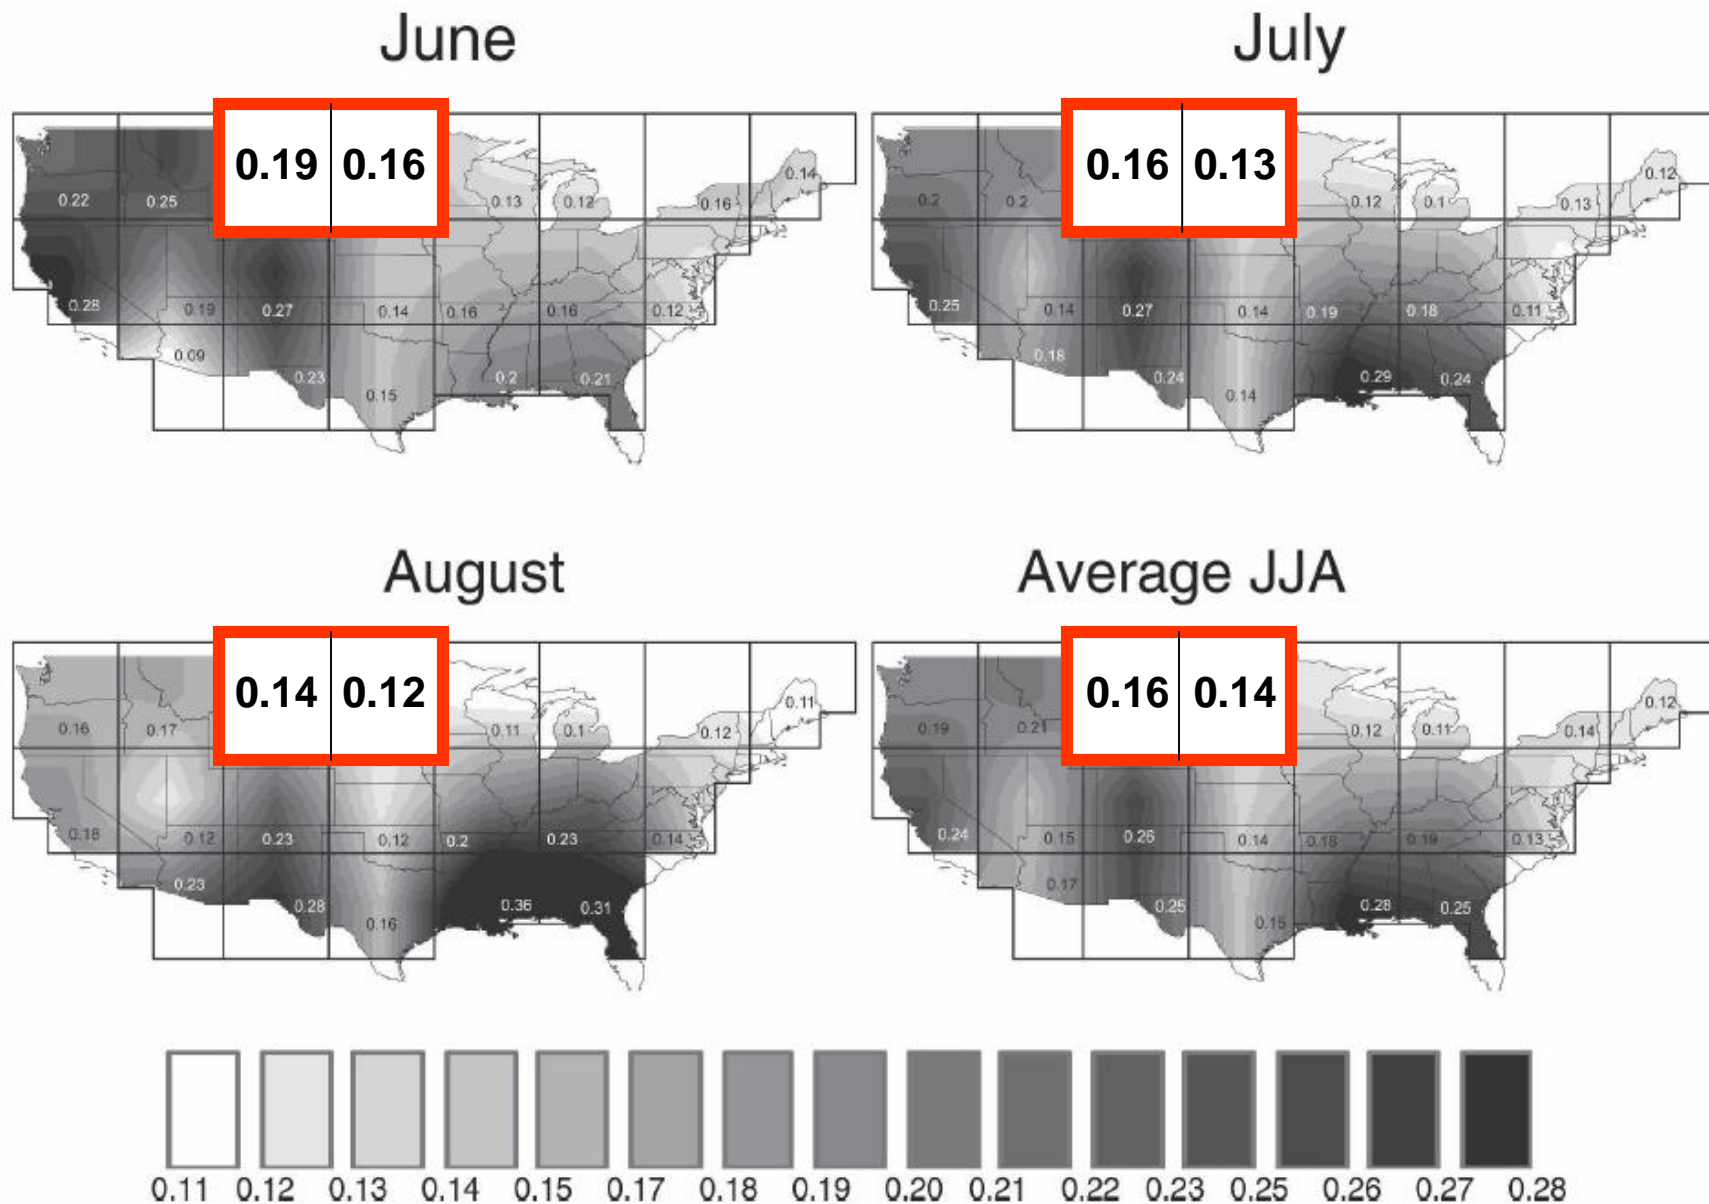 June July
0.19 0.16 0.16 0.13
0.22 0.25 0.13 0.12 0.16 0.14 0.2 0.2 0.12 0.1 0.13 0.12
0.28 0.19 0.27 0.14 0.16 0.16 0.12 0.25 0.14 0.27 0.14 0.19 0.18 0.11
0.09 0.23 0.15 0.2 0.21 0.18 0.24 0.14 0.29 0.24
August Average JJA
0.14 0.12 0.16 0.14
0.16 0.17 0.11 0.1 0.12 0.11 0.19 0.21 0.12 0.11 0.14 0.12
0.18 0.12 0.23 0.12 0.2 0.23 0.14 0.24 0.15 0.26 0.14 0.18 0.19 0.13
0.23 0.28 0.16 0.36 0.31 0.17 0.25 0.15 0.28 0.25
0.11 0.12 0.13 0.14 0.15 0.17 0.18 0.19 0.20 0.21 0.22 0.23 0.25 0.26 0.27 0.28